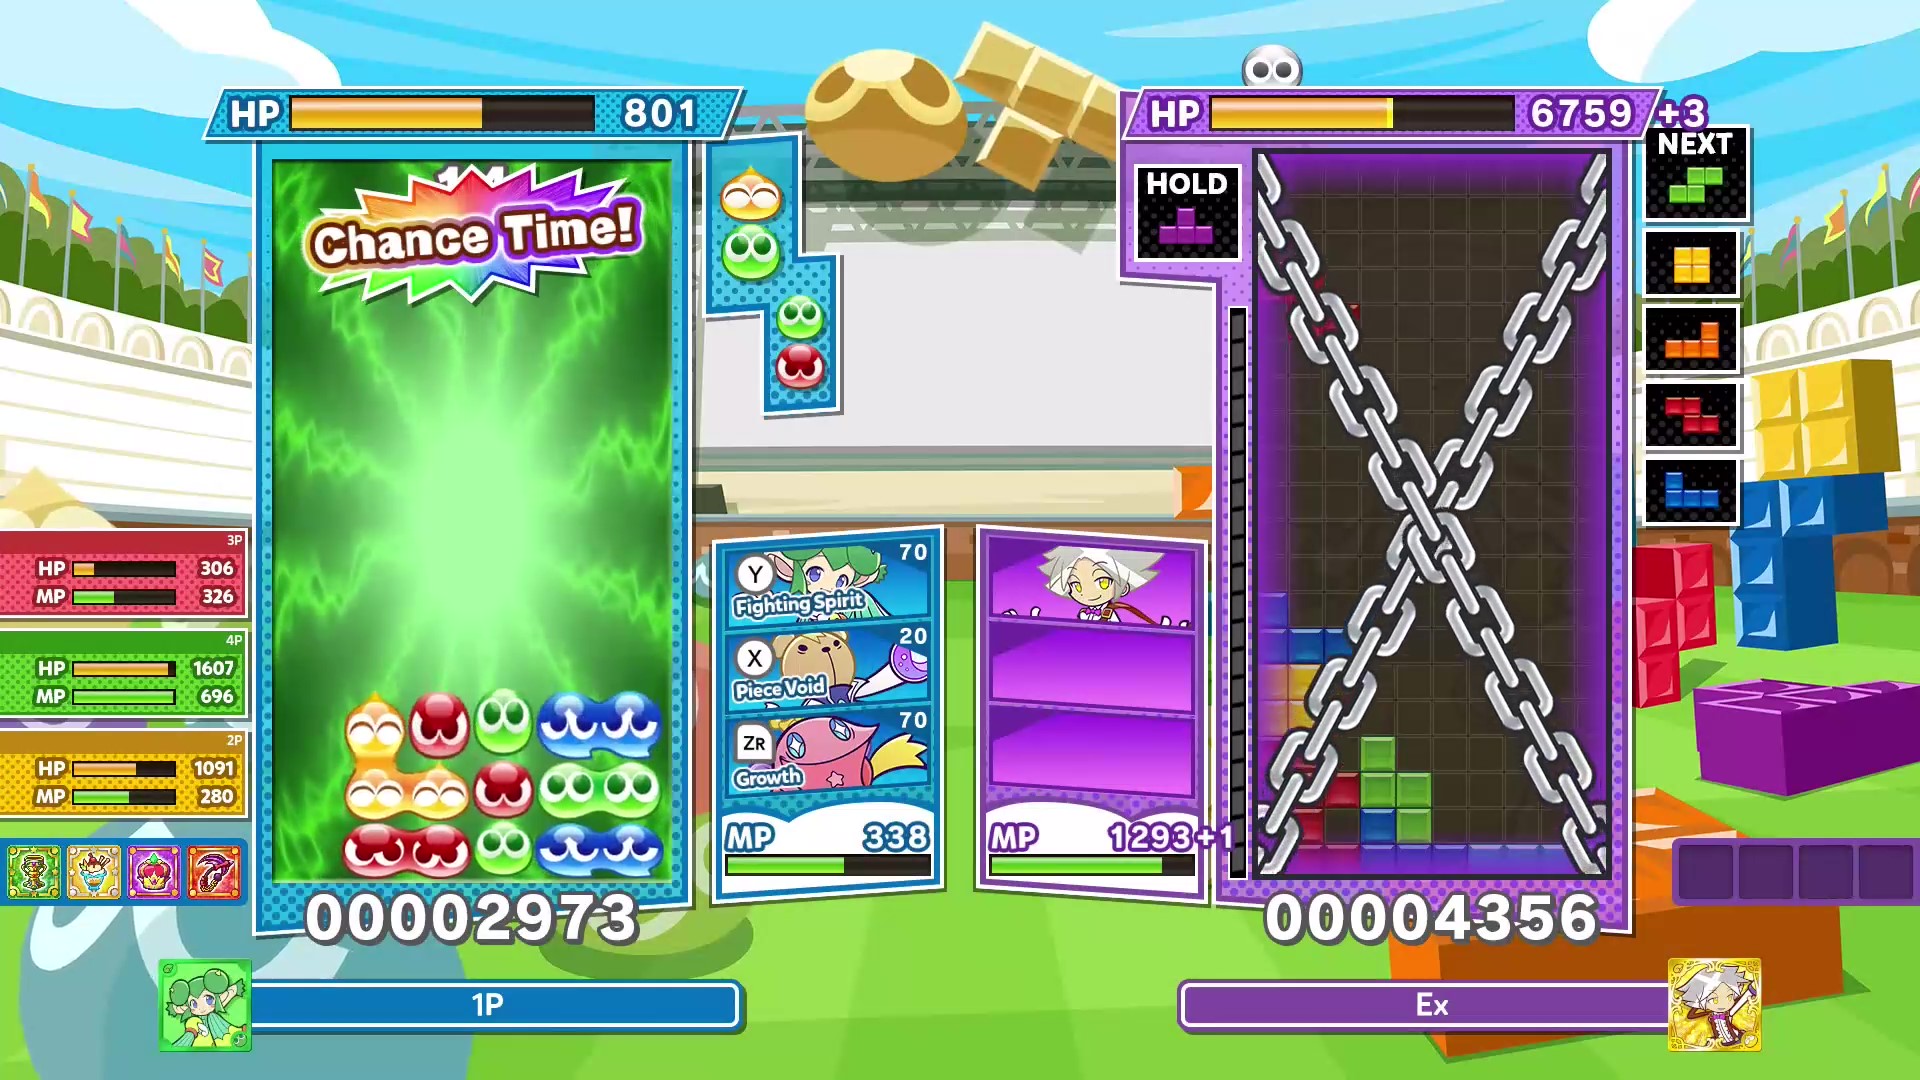 HP 801
HP 6759 +3
NEXT
HOLD
14
Chance Time!
3P
HP 306
MP 326
4P
HP 1607
MP 696
2P
HP 1091
MP 280
Y 70
Fighting Spirit
X 20
Piece Void
ZR 70
Growth
MP 338
MP 1293+1
00002973
00004356
1P
Ex